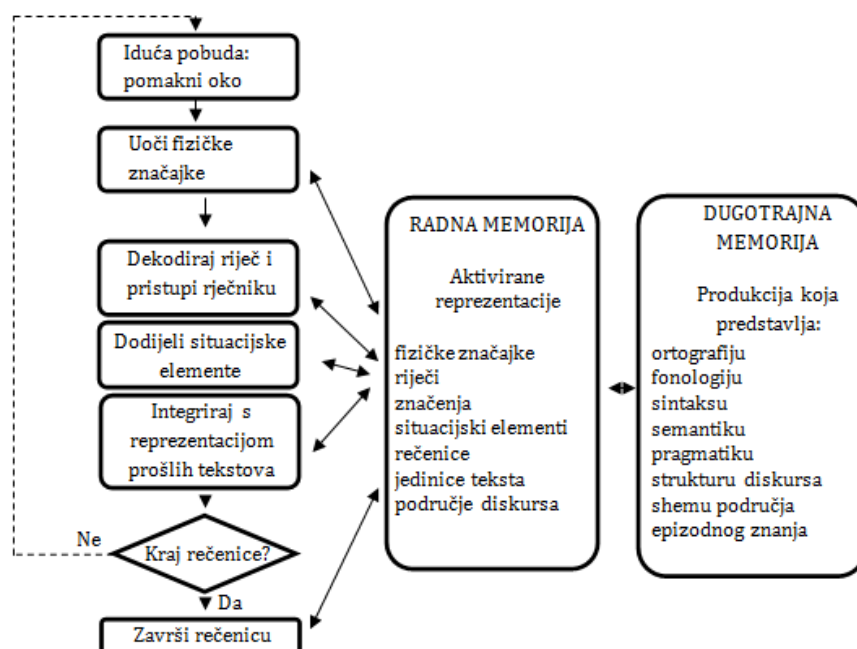 Iduća pobuda:
pomakni oko
Uoči fizičke
značajke
Dekodiraj riječ i
pristupi rječniku
Dodijeli situacijske
elemente
Integriraj s
reprezentacijom
prošlih tekstova
Ne
Kraj rečenice?
Da
Završi rečenicu
RADNA MEMORIJA
Aktivirane
reprezentacije
fizičke značajke
riječi
značenja
situacijski elementi
rečenice
jedinice teksta
područje diskursa
DUGOTRAJNA
MEMORIJA
Produkcija koja
predstavlja:
ortografiju
fonologiju
sintaksu
semantiku
pragmatiku
strukturu diskursa
shemu područja
epizodnog znanja